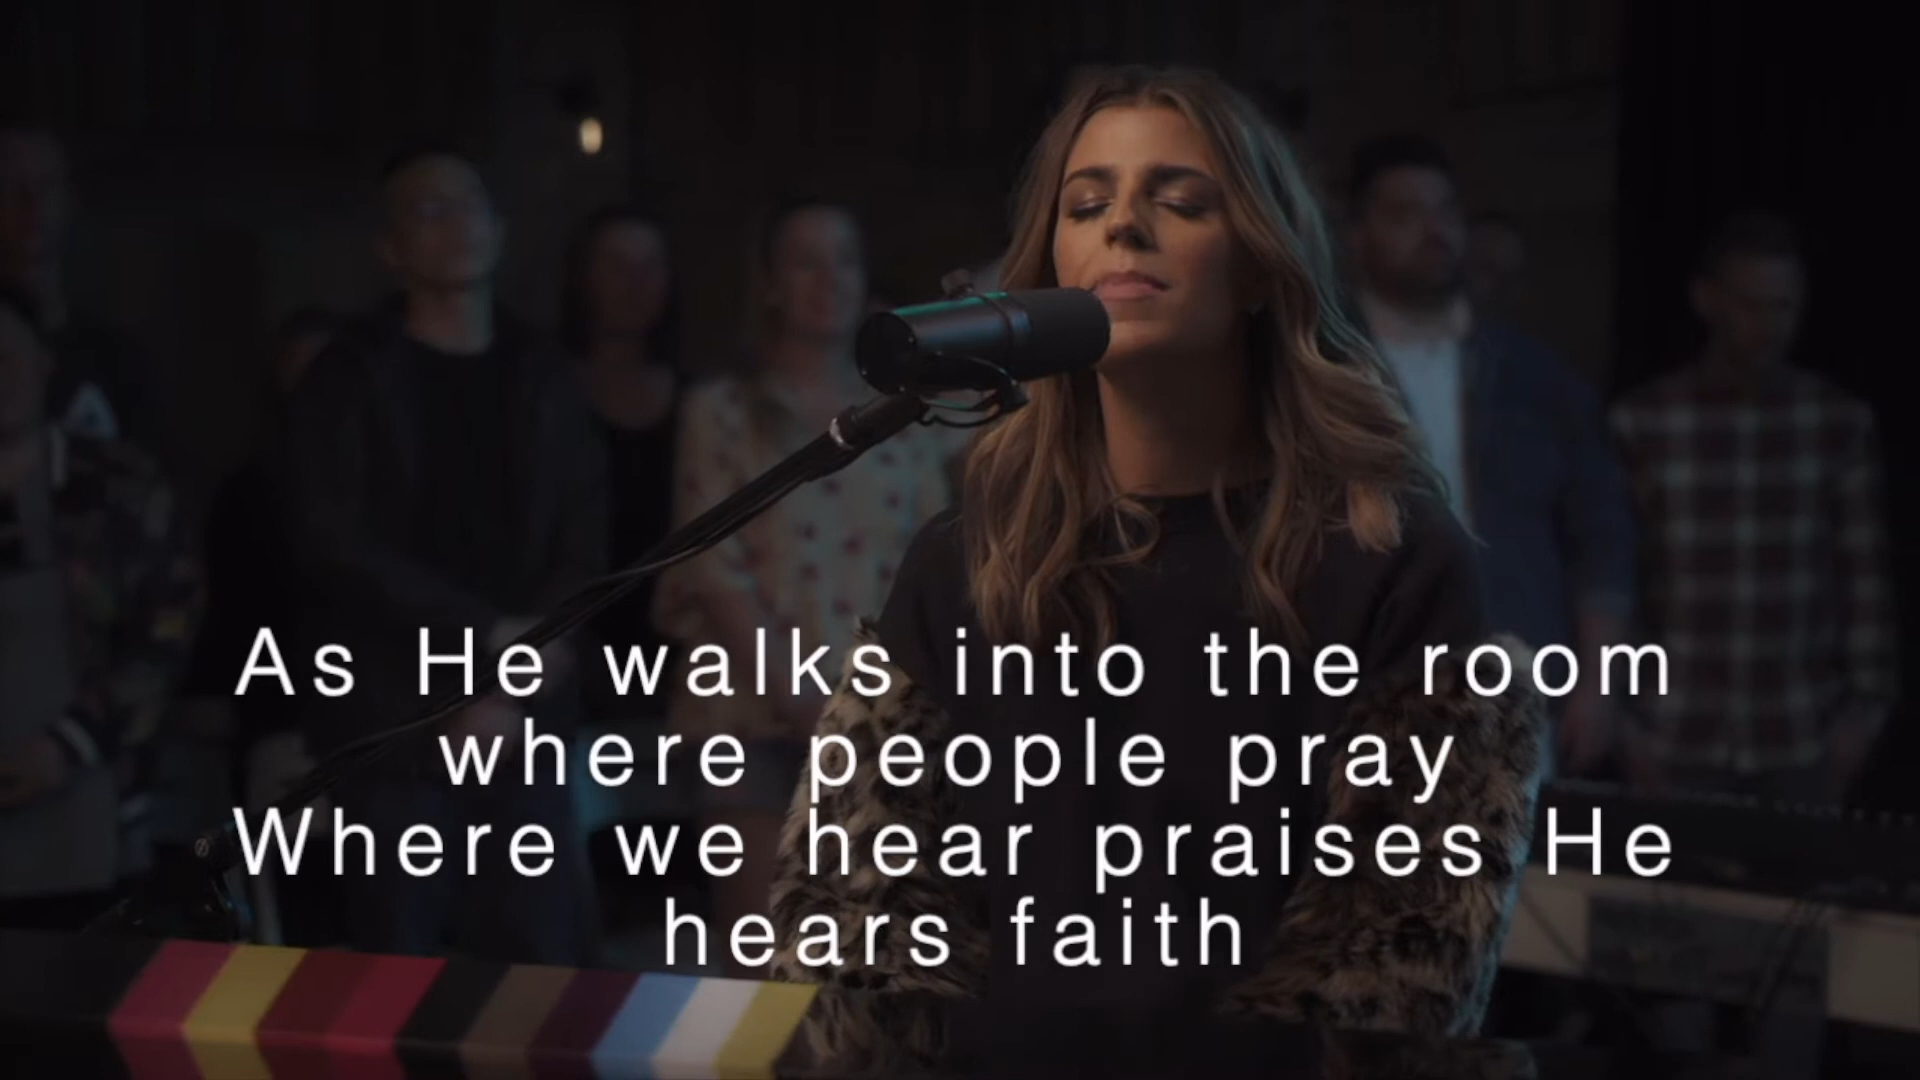 As He walks into the room
where people pray
Where we hear praises He
hears faith